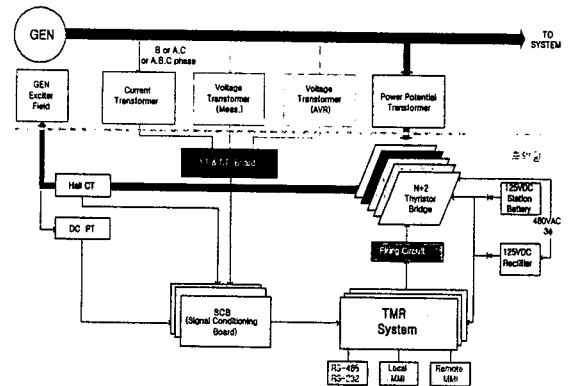 GEN
TO
SYSTEM
B or A.C
or A,B,C phase
GEN
Exciter
Field
Current
Transformer
Voltage
Transformer
(Meas.)
Voltage
Transformer
(AVR)
Power Potential
Transformer
Board
Hall CT
N+2
Thyristor
Bridge
125VDC
Station
Battery
480VAC
3ϕ
DC PT
Firing Circuit
125VDC
Rectifier
SCB
(Signal Conditioning
Board)
TMR
System
RS-485
RS-232
Local
MMI
Remote
MMI